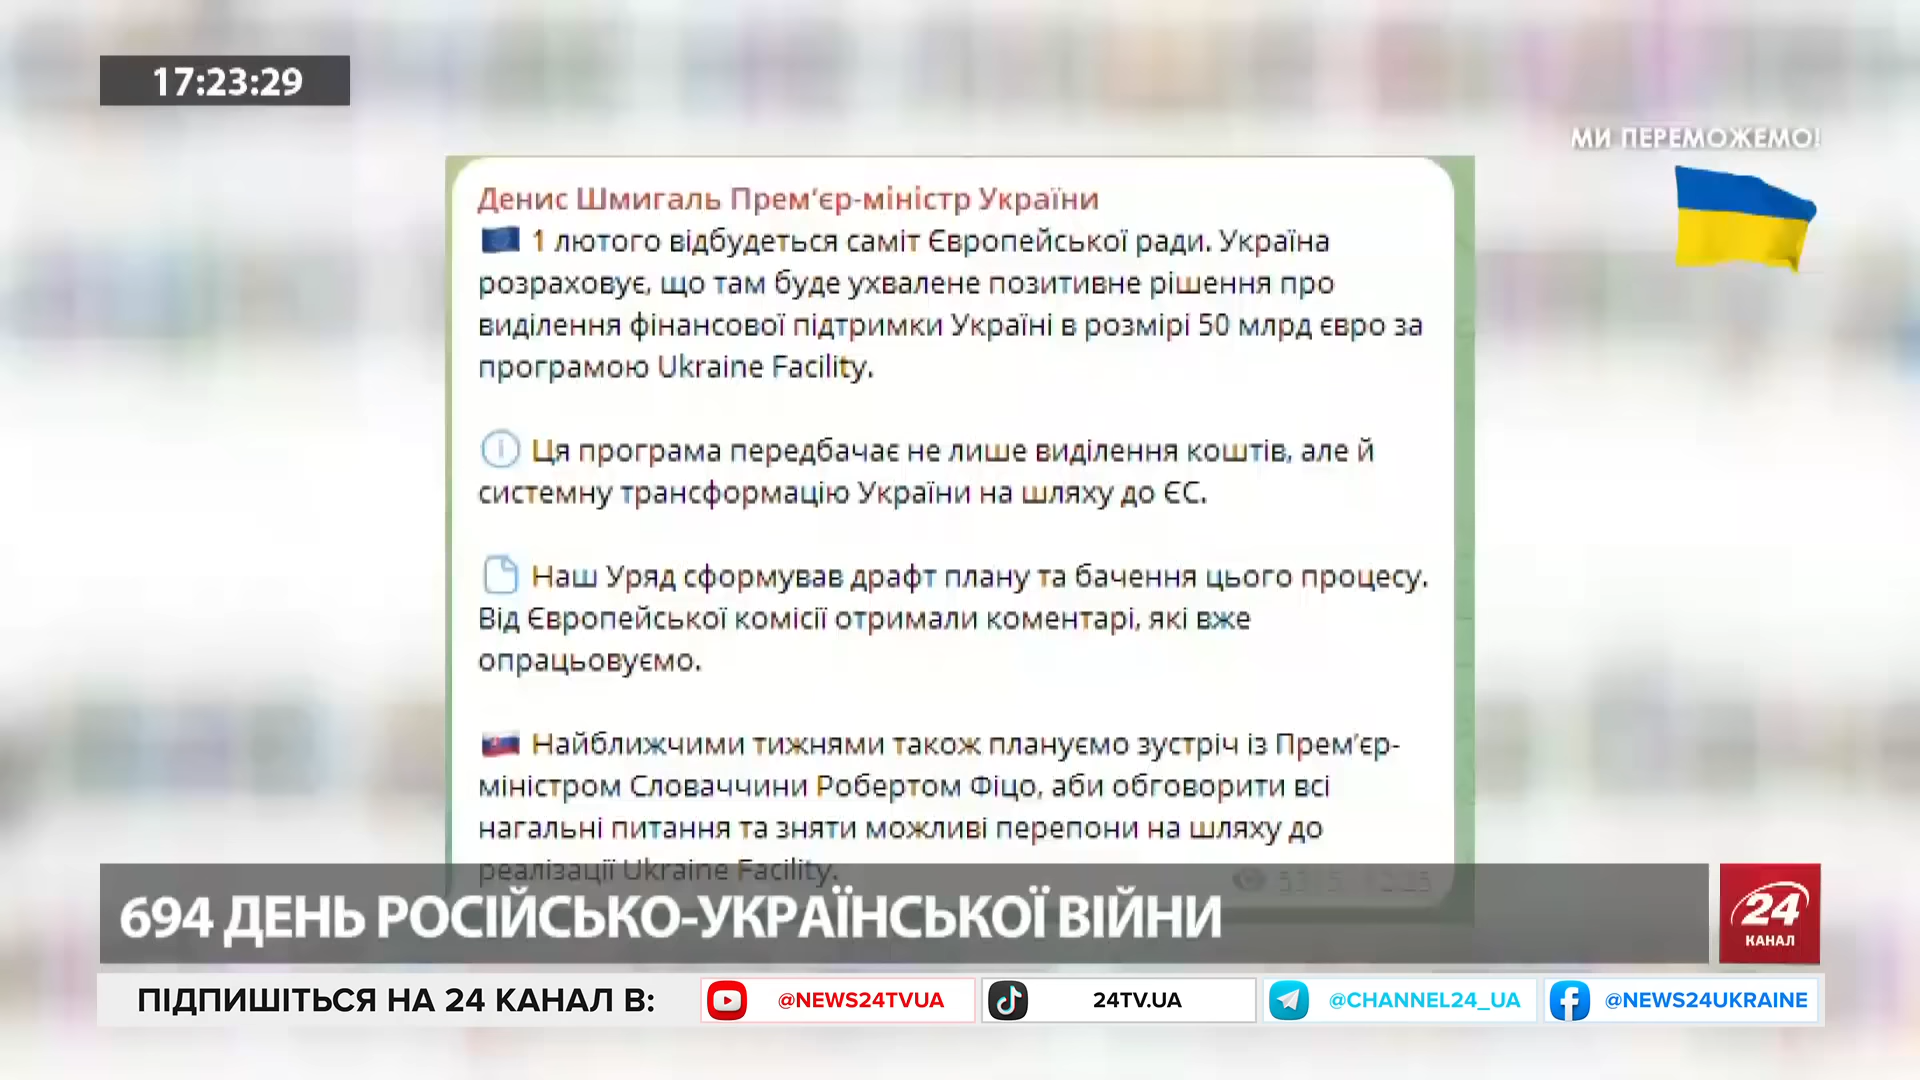 17:23:29
МИ ПЕРЕМОЖЕМО!
Денис Шмигаль Прем’єр-міністр України
1 лютого відбудеться саміт Європейської ради. Україна
розраховує, що там буде ухвалене позитивне рішення про
виділення фінансової підтримки Україні в розмірі 50 млрд євро за
програмою Ukraine Facility.
Ця програма передбачає не лише виділення коштів, але й
системну трансформацію України на шляху до ЄС.
Наш Уряд сформував драфт плану та бачення цього процесу.
Від Європейської комісії отримали коментарі, які вже
опрацьовуємо.
Найближчими тижнями також плануємо зустріч із Прем’єр-
міністром Словаччини Робертом Фіцо, аби обговорити всі
нагальні питання та зняти можливі перепони на шляху до
реалізації Ukraine Facility.
694 ДЕНЬ РОСІЙСЬКО-УКРАЇНСЬКОЇ ВІЙНИ
24
КАНАЛ
ПІДПИШІТЬСЯ НА 24 КАНАЛ В:
@NEWS24TVUA
24TV.UA
@CHANNEL24_UA
@NEWS24UKRAINE